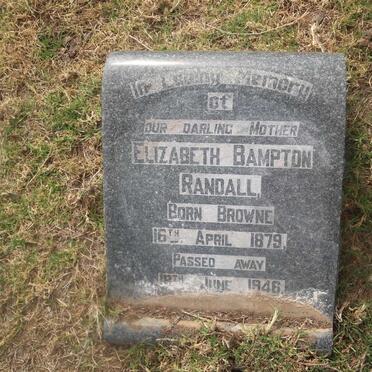 In Loving Memory
of
Our Darling Mother
Elizabeth Bampton
Randall,
Born Browne
16th April 1879,
Passed away
June 1946.